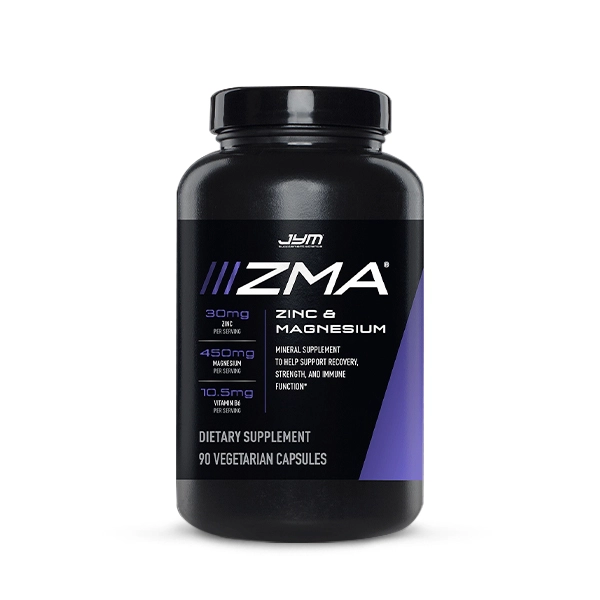 JYM
supplement science
///ZMA®
30mg
ZINC
PER SERVING
450mg
MAGNESIUM
PER SERVING
10.5mg
VITAMIN B6
PER SERVING
ZINC &
MAGNESIUM
MINERAL SUPPLEMENT
TO HELP SUPPORT RECOVERY,
STRENGTH, AND IMMUNE
FUNCTION*
DIETARY SUPPLEMENT
90 VEGETARIAN CAPSULES